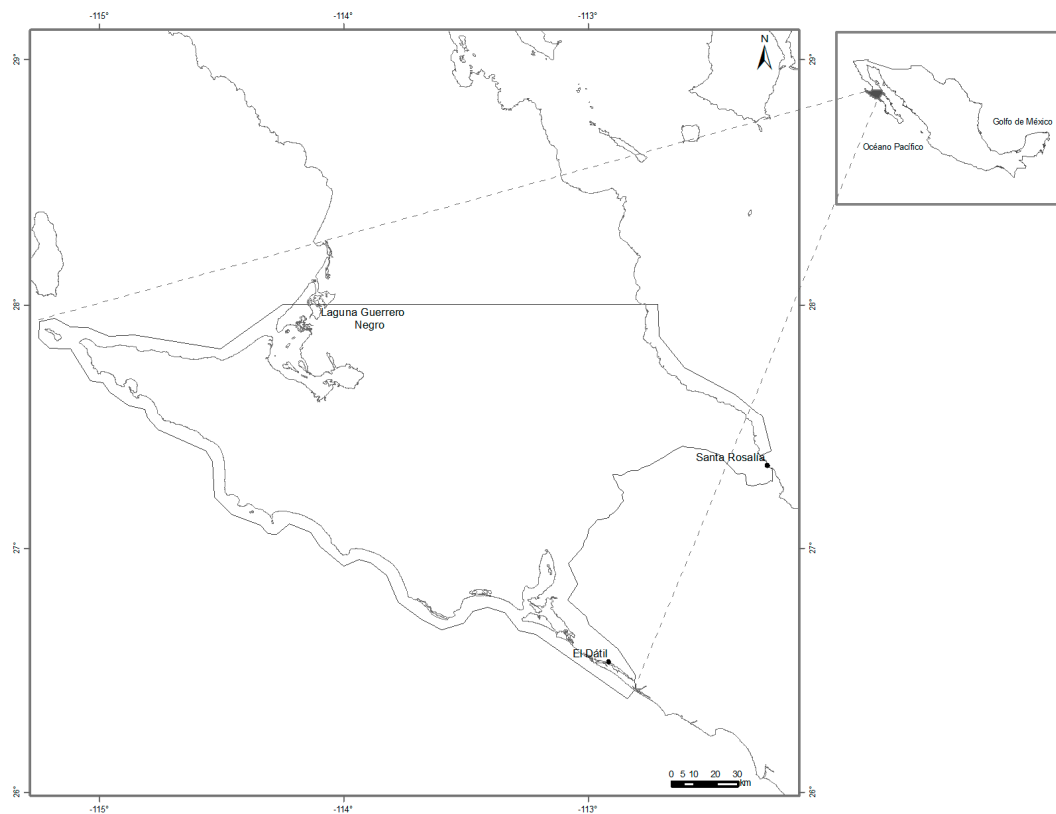 -115°
-114°
-113°
29°
29°
N
Golfo de México
Océano Pacífico
28°
28°
Laguna Guerrero
Negro
Santa Rosalía
27°
27°
El Dátil
0 5 10 20 30
km
26°
26°
-115°
-114°
-113°